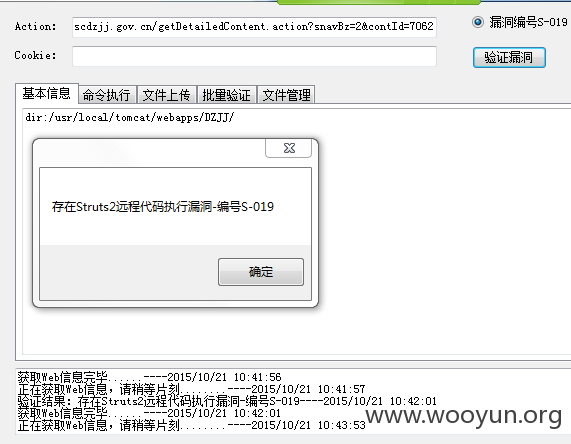 Action: scdzjj.gov.cn/getDetailedContent.action?snavBz=2&contId=7062
漏洞编号S-019
Cookie:
验证漏洞
基本信息 命令执行 文件上传 批量验证 文件管理
dir:/usr/local/tomcat/webapps/DZJJ/
存在Struts2远程代码执行漏洞-编号S-019
确定
获取Web信息完毕......----2015/10/21 10:41:56
正在获取Web信息，请稍等片刻........----2015/10/21 10:41:57
验证结果：存在Struts2远程代码执行漏洞-编号S-019----2015/10/21 10:42:01
获取Web信息完毕......----2015/10/21 10:42:01
正在获取Web信息，请稍等片刻........----2015/10/21 10:43:53
www.wooyun.org